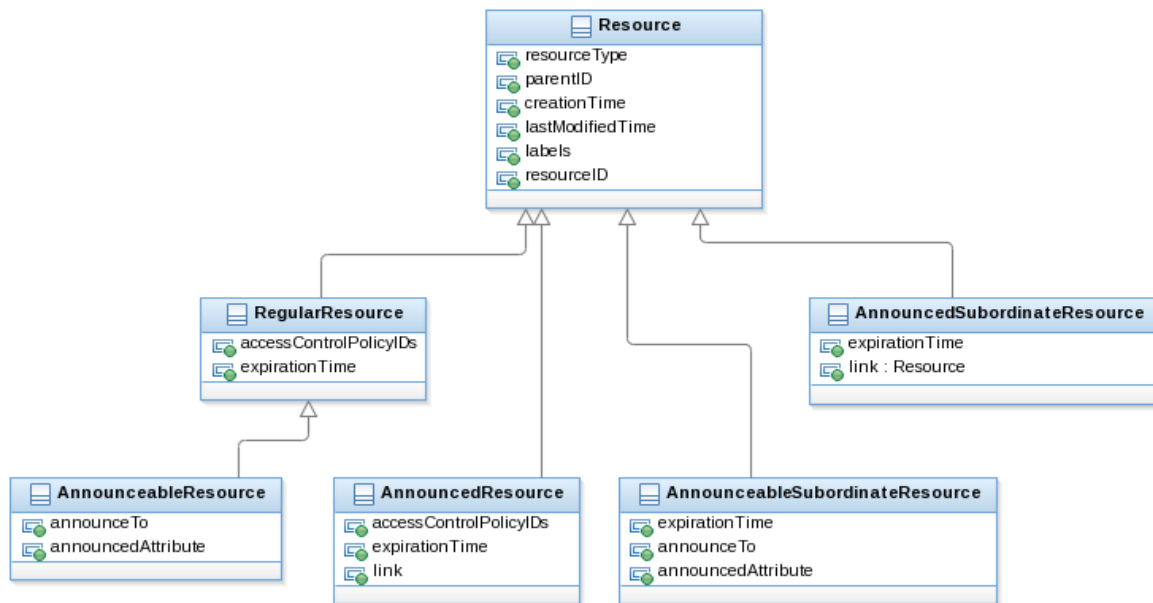 Resource
resourceType
parentID
creationTime
lastModifiedTime
labels
resourceID
RegularResource
accessControlPolicyIDs
expirationTime
AnnouncedSubordinateResource
expirationTime
link : Resource
AnnounceableResource
announceTo
announcedAttribute
AnnouncedResource
accessControlPolicyIDs
expirationTime
link
AnnounceableSubordinateResource
expirationTime
announceTo
announcedAttribute